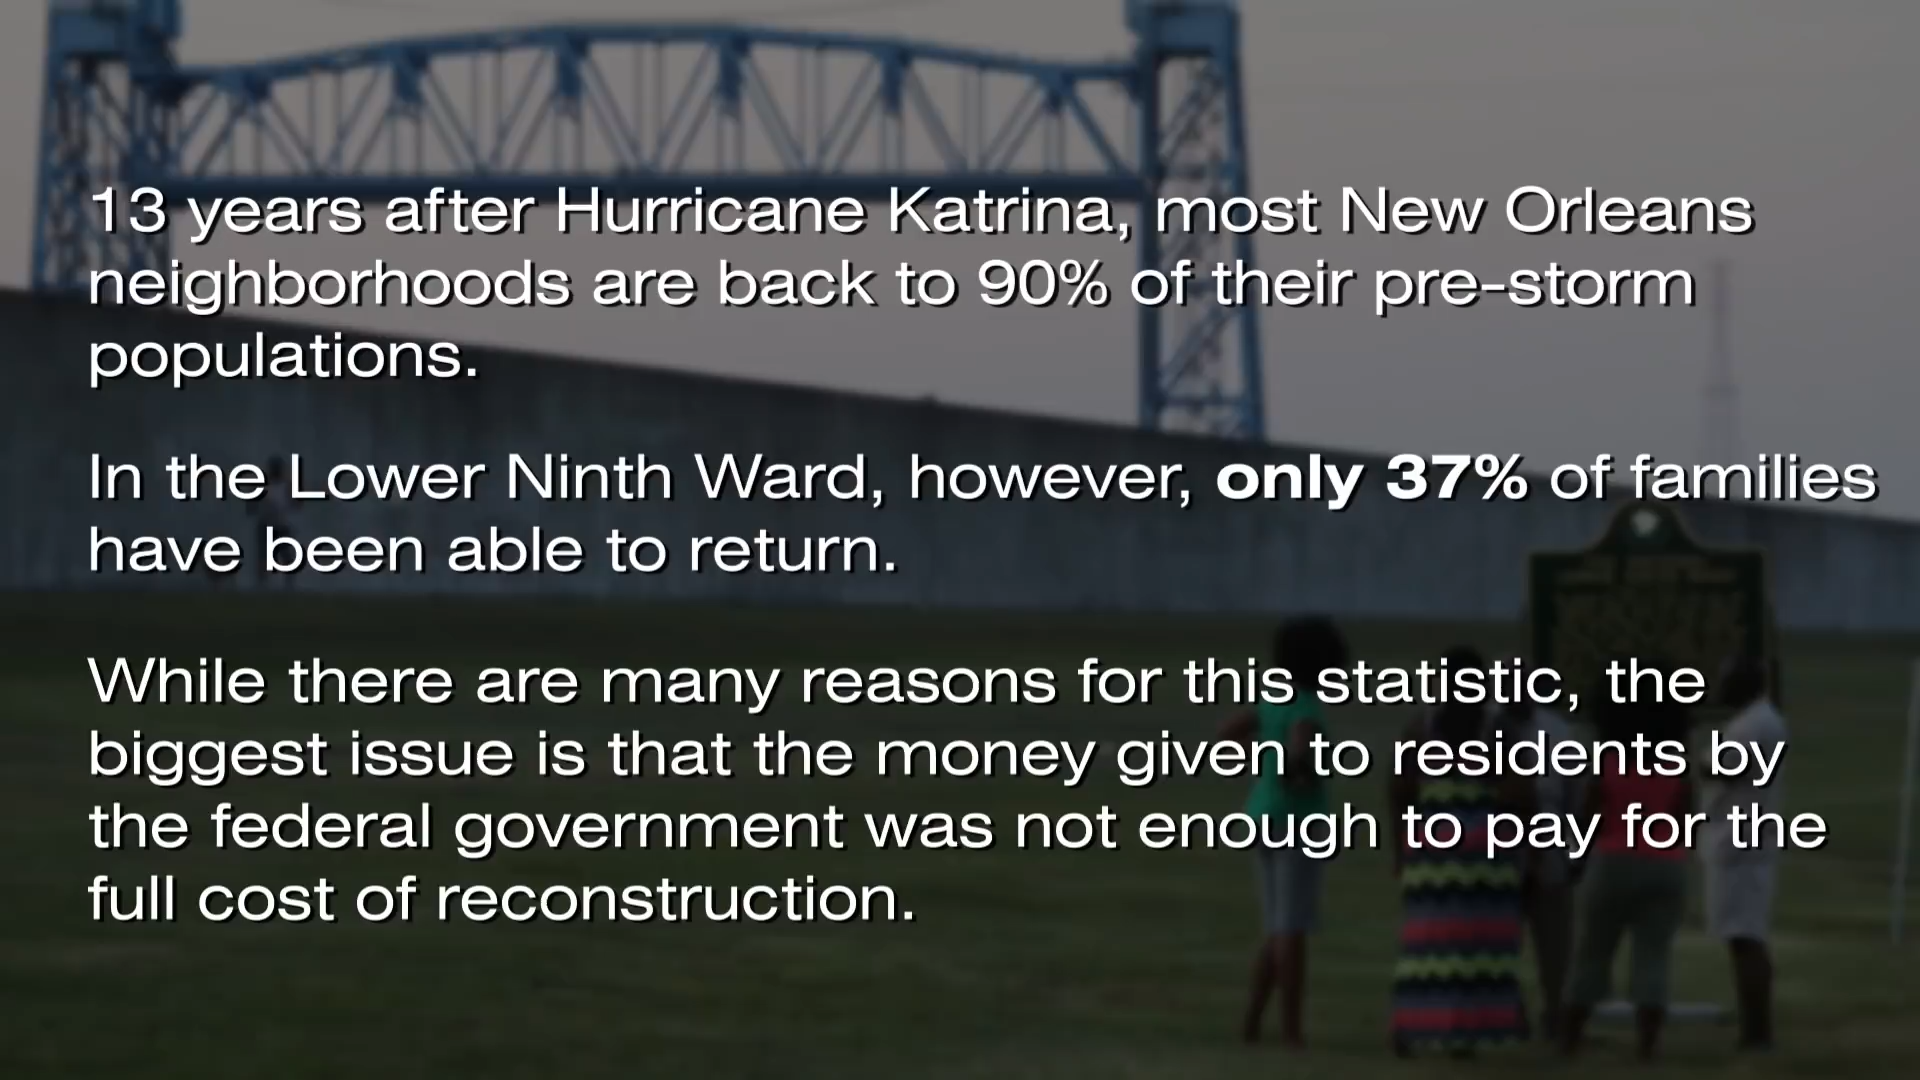 13 years after Hurricane Katrina, most New Orleans
neighborhoods are back to 90% of their pre-storm
populations.
In the Lower Ninth Ward, however, only 37% of families
have been able to return.
While there are many reasons for this statistic, the
biggest issue is that the money given to residents by
the federal government was not enough to pay for the
full cost of reconstruction.